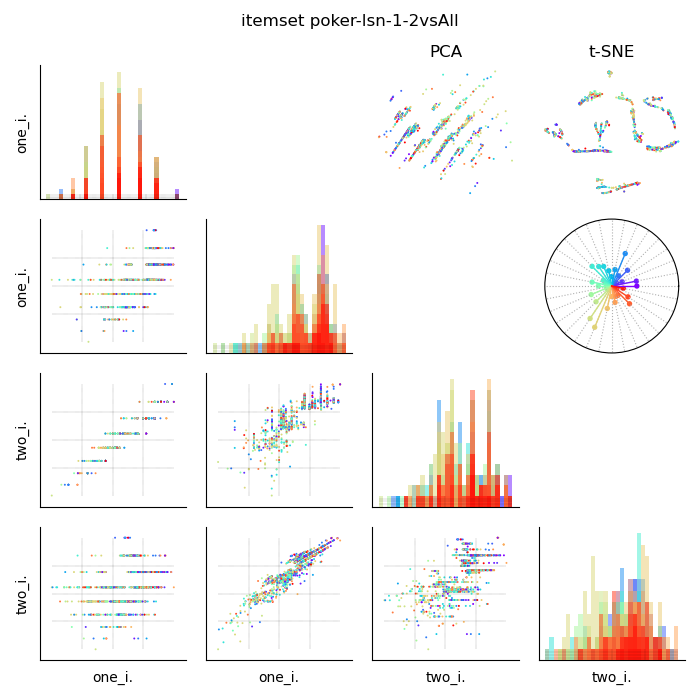 itemset poker-lsn-1-2vsAll
PCA
t-SNE
one_i.
one_i.
two_i.
two_i.
one_i.
one_i.
two_i.
two_i.